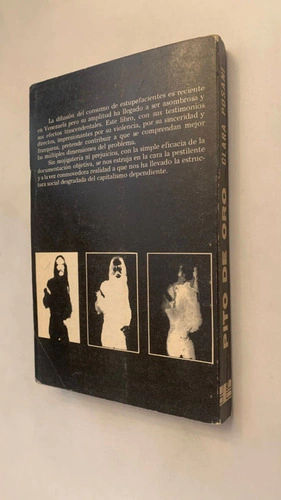 La difusión del consumo de estupefacientes es reciente
en Venezuela pero su amplitud ha llegado a ser asombrosa y
sus efectos trascendentales. Este libro, con sus testimonios
directos, impresionantes por su violencia, por su sinceridad y
franqueza, pretende contribuir a que se comprendan mejor
las múltiples dimensiones del problema.
Sin mojigatería ni prejuicios, con la simple eficacia de la
documentación objetiva, se nos estruja en la cara la pestilente
y a la vez conmovedora realidad a que nos ha llevado la estruc-
tura social desgradada del capitalismo dependiente.
PITO DE ORO CLARA POSANI